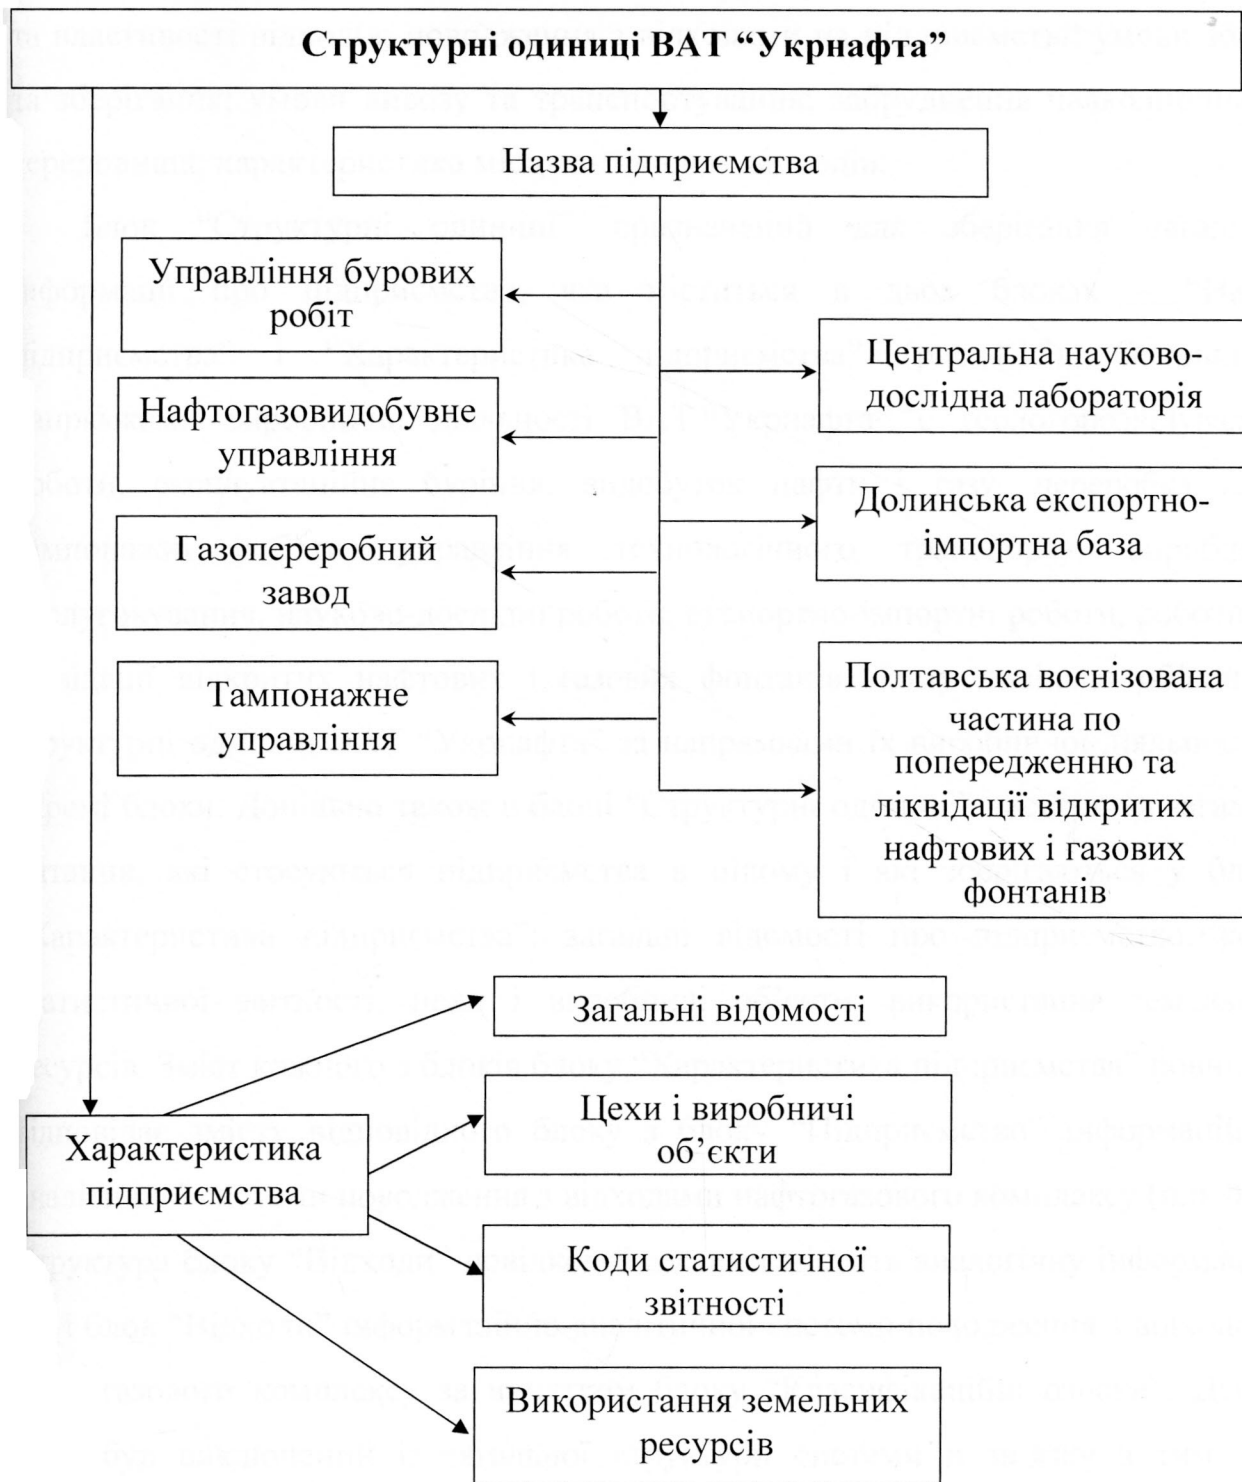 Структурні одиниці ВАТ “Укрнафта”
Назва підприємства
Управління бурових
робіт
Центральна науково-
дослідна лабораторія
Нафтогазовидобувне
управління
Долинська експортно-
імпортна база
Газопереробний
завод
Полтавська воєнізована
частина по
попередженню та
ліквідації відкритих
нафтових і газових
фонтанів
Тампонажне
управління
Загальні відомості
Цехи і виробничі
об’єкти
Характеристика
підприємства
Коди статистичної
звітності
Використання земельних
ресурсів